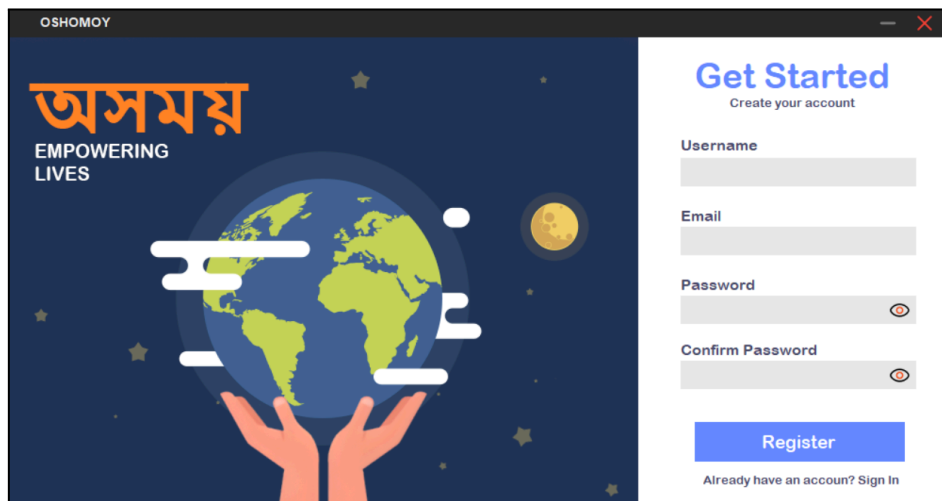 OSHOMOY
অসময়
EMPOWERING
LIVES
Get Started
Create your account
Username
Email
Password
Confirm Password
Register
Already have an accoun? Sign In